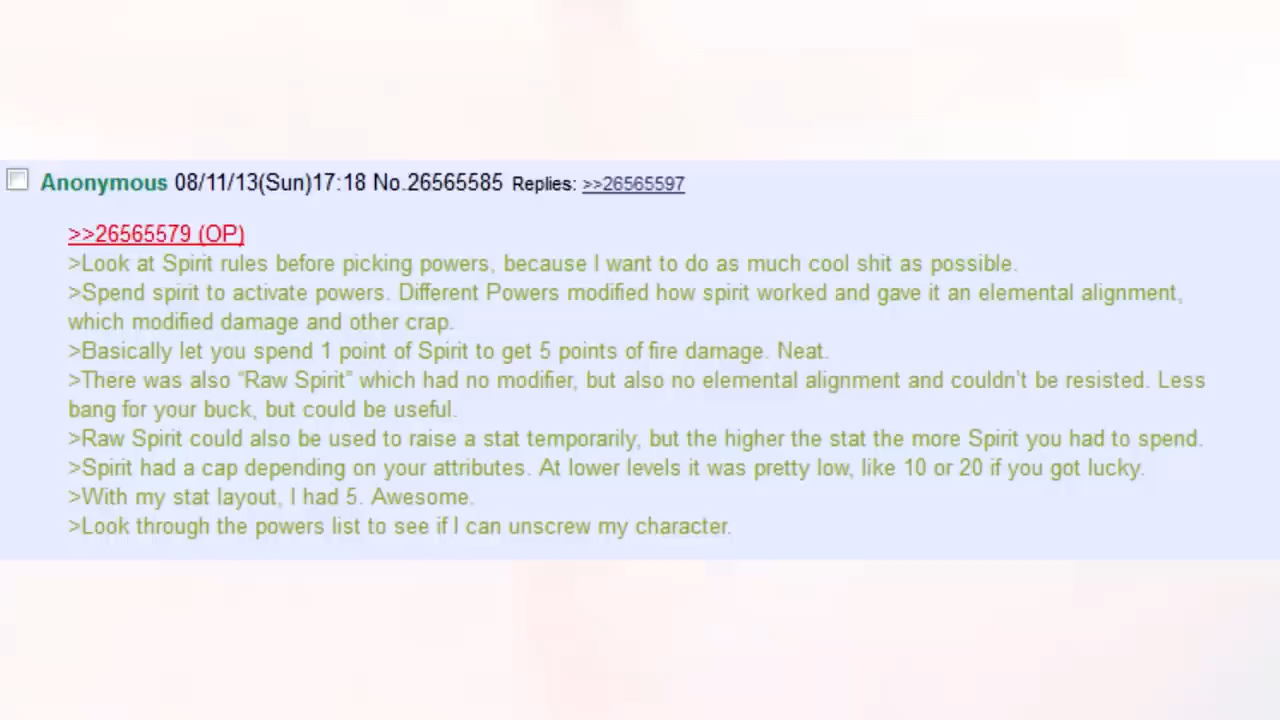 Anonymous 08/11/13(Sun)17:18 No.26565585 Replies: >>26565597
>>26565579 (OP)
>Look at Spirit rules before picking powers, because I want to do as much cool shit as possible.
>Spend spirit to activate powers. Different Powers modified how spirit worked and gave it an elemental alignment,
which modified damage and other crap.
>Basically let you spend 1 point of Spirit to get 5 points of fire damage. Neat.
>There was also “Raw Spirit” which had no modifier, but also no elemental alignment and couldn’t be resisted. Less
bang for your buck, but could be useful.
>Raw Spirit could also be used to raise a stat temporarily, but the higher the stat the more Spirit you had to spend.
>Spirit had a cap depending on your attributes. At lower levels it was pretty low, like 10 or 20 if you got lucky.
>With my stat layout, I had 5. Awesome.
>Look through the powers list to see if I can unscrew my character.